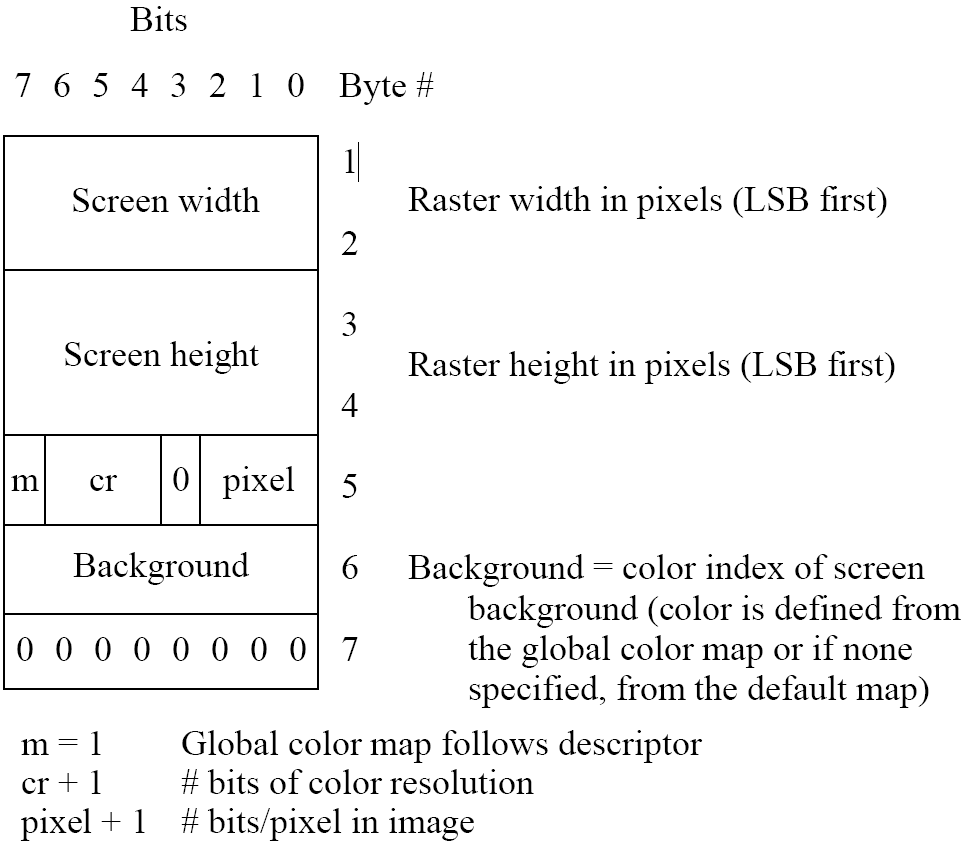 Bits
7 6 5 4 3 2 1 0 Byte #
1
Screen width Raster width in pixels (LSB first)
2
3
Screen height Raster height in pixels (LSB first)
4
m cr 0 pixel 5
Background 6 Background = color index of screen
background (color is defined from
0 0 0 0 0 0 0 0 7 the global color map or if none
specified, from the default map)
m = 1 Global color map follows descriptor
cr + 1 # bits of color resolution
pixel + 1 # bits/pixel in image